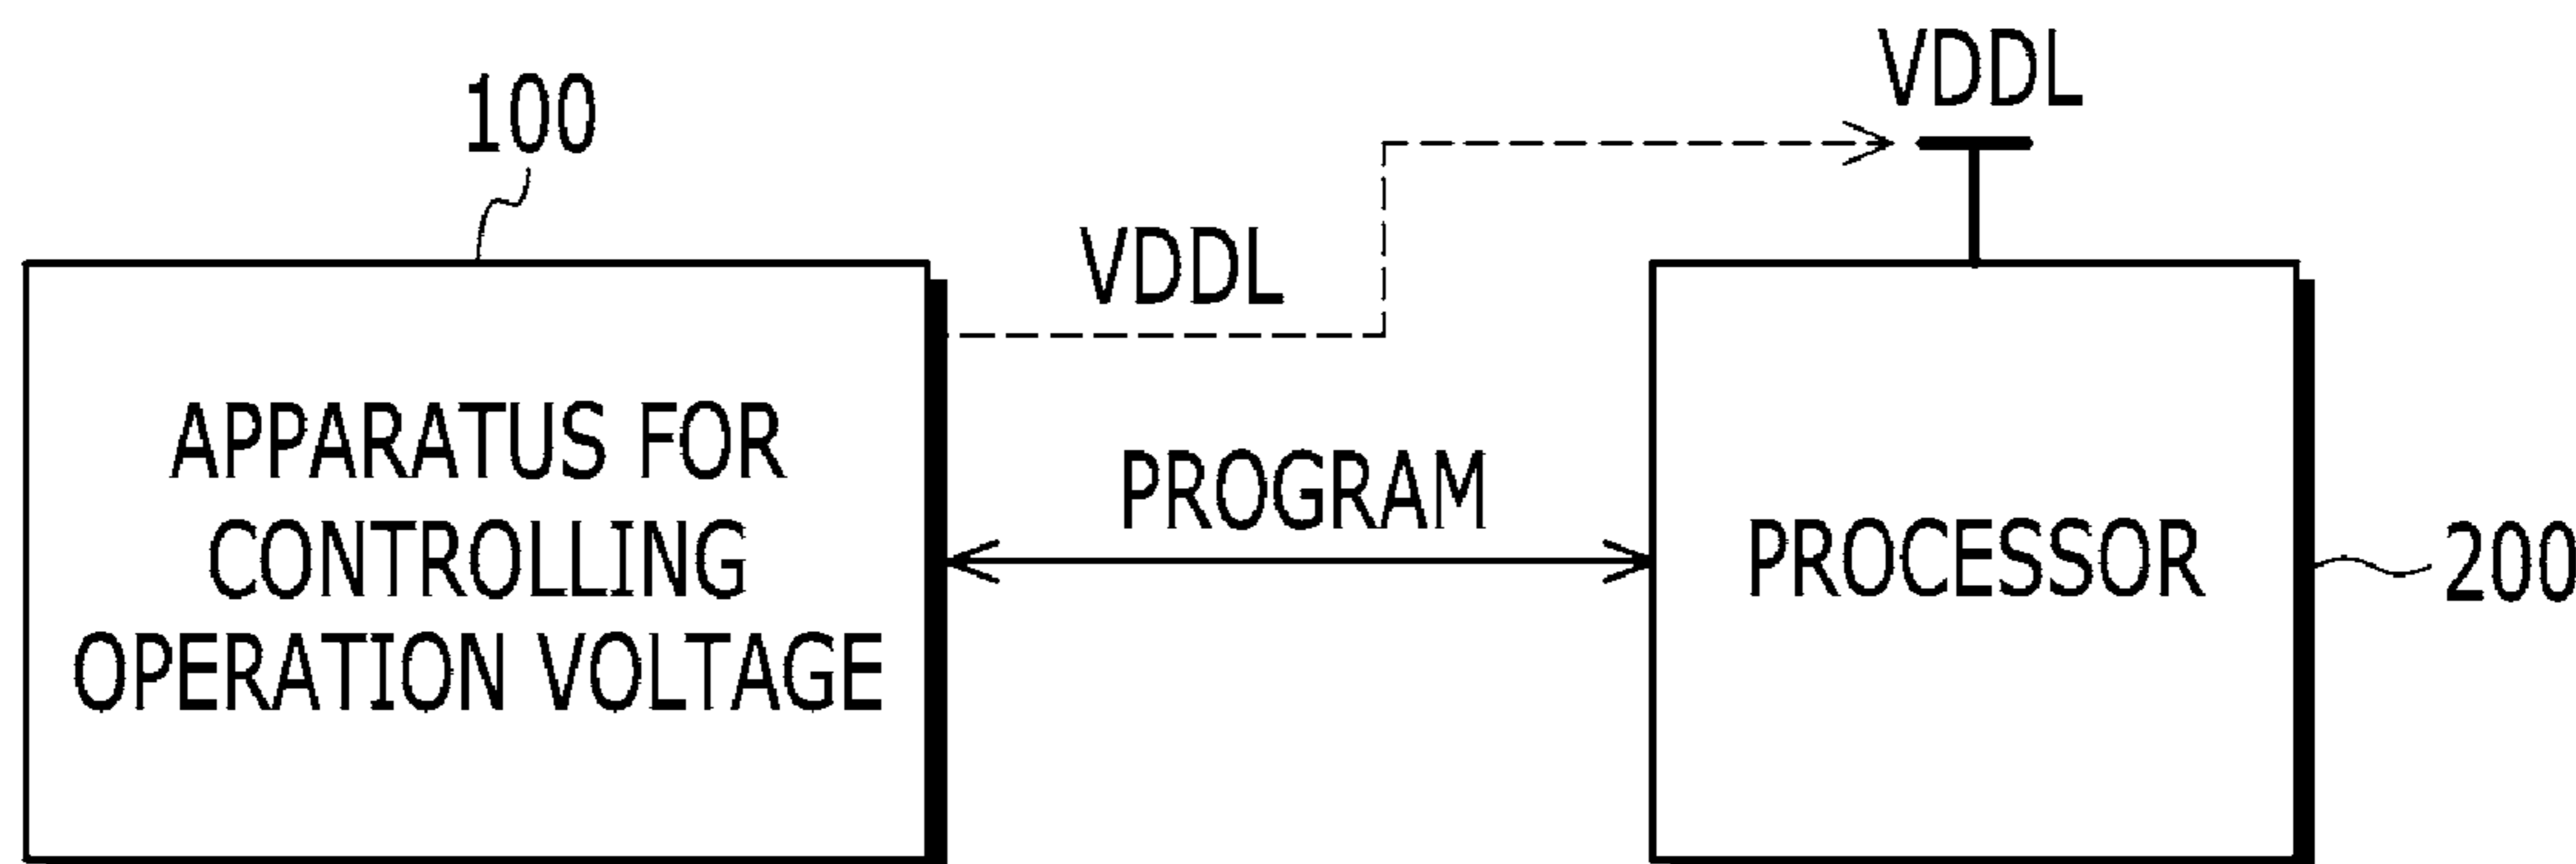 VDDL
100
VDDL
APPARATUS FOR
CONTROLLING
OPERATION VOLTAGE
PROGRAM
PROCESSOR
200